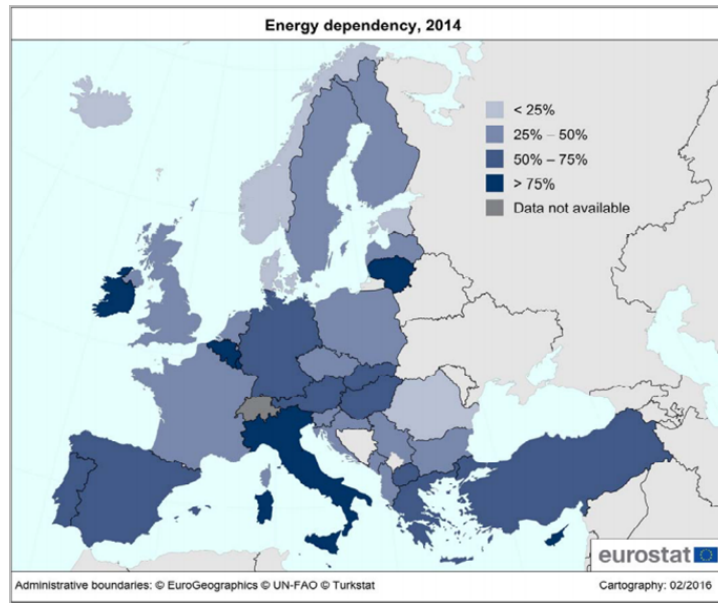 Energy dependency, 2014
< 25%
25% – 50%
50% – 75%
> 75%
Data not available
eurostat
Administrative boundaries: © EuroGeographics © UN-FAO © Turkstat
Cartography: 02/2016